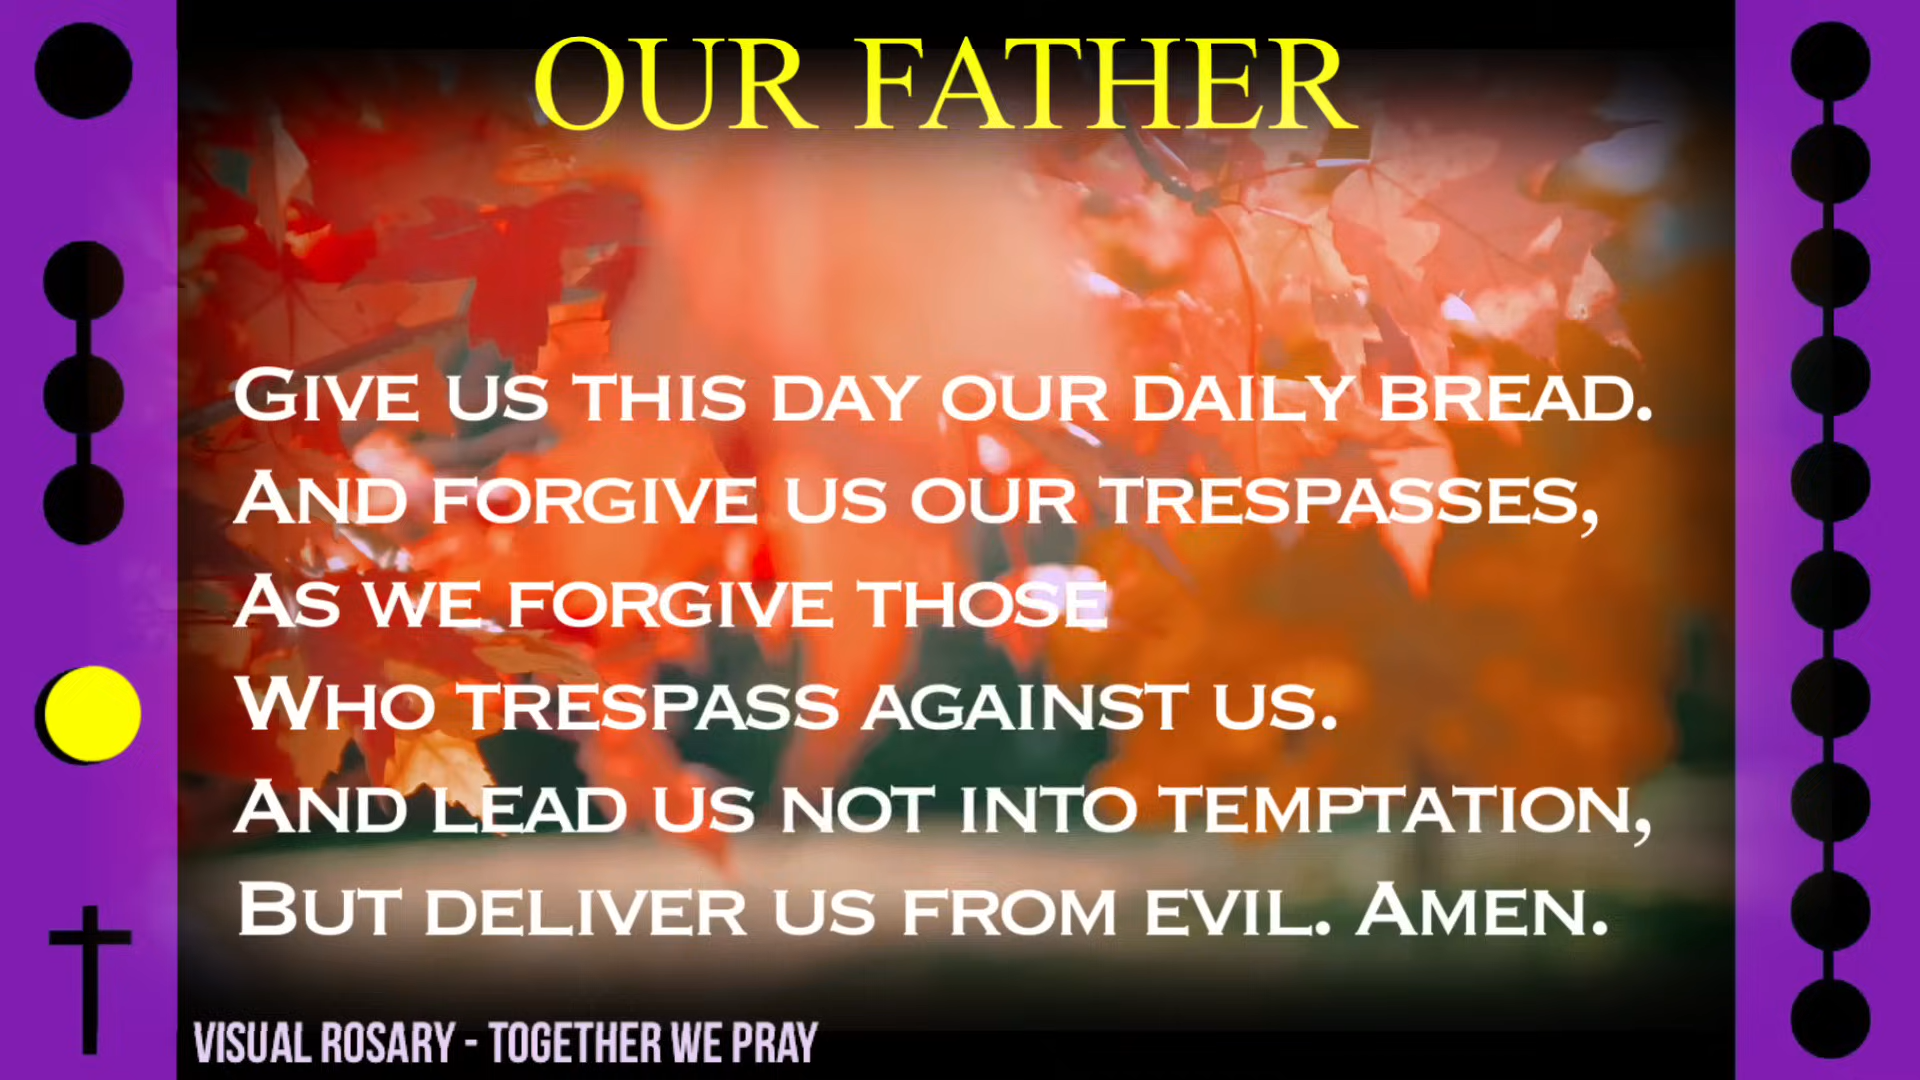 OUR FATHER
Give us this day our daily bread.
And forgive us our trespasses,
As we forgive those
Who trespass against us.
And lead us not into temptation,
But deliver us from evil. Amen.
VISUAL ROSARY - TOGETHER WE PRAY